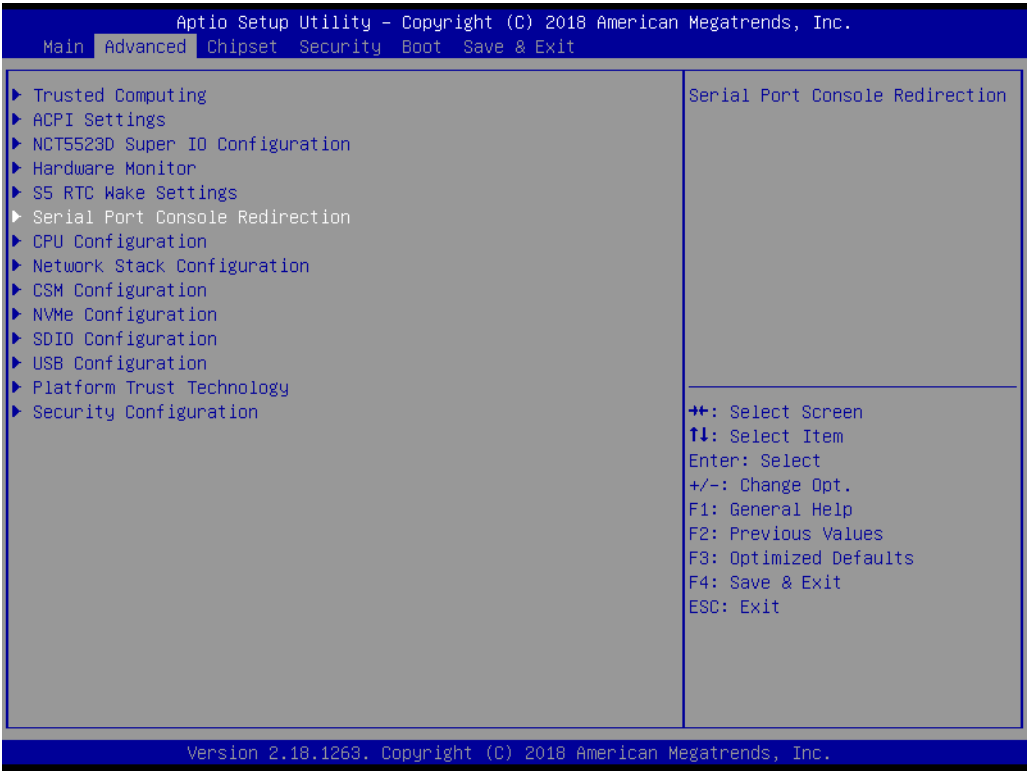 Aptio Setup Utility – Copyright (C) 2018 American Megatrends, Inc.
Main Advanced Chipset Security Boot Save & Exit
Trusted Computing
ACPI Settings
NCT5523D Super IO Configuration
Hardware Monitor
S5 RTC Wake Settings
Serial Port Console Redirection
CPU Configuration
Network Stack Configuration
CSM Configuration
NVMe Configuration
SDIO Configuration
USB Configuration
Platform Trust Technology
Security Configuration
Serial Port Console Redirection
→←: Select Screen
↑↓: Select Item
Enter: Select
+/-: Change Opt.
F1: General Help
F2: Previous Values
F3: Optimized Defaults
F4: Save & Exit
ESC: Exit
Version 2.18.1263. Copyright (C) 2018 American Megatrends, Inc.